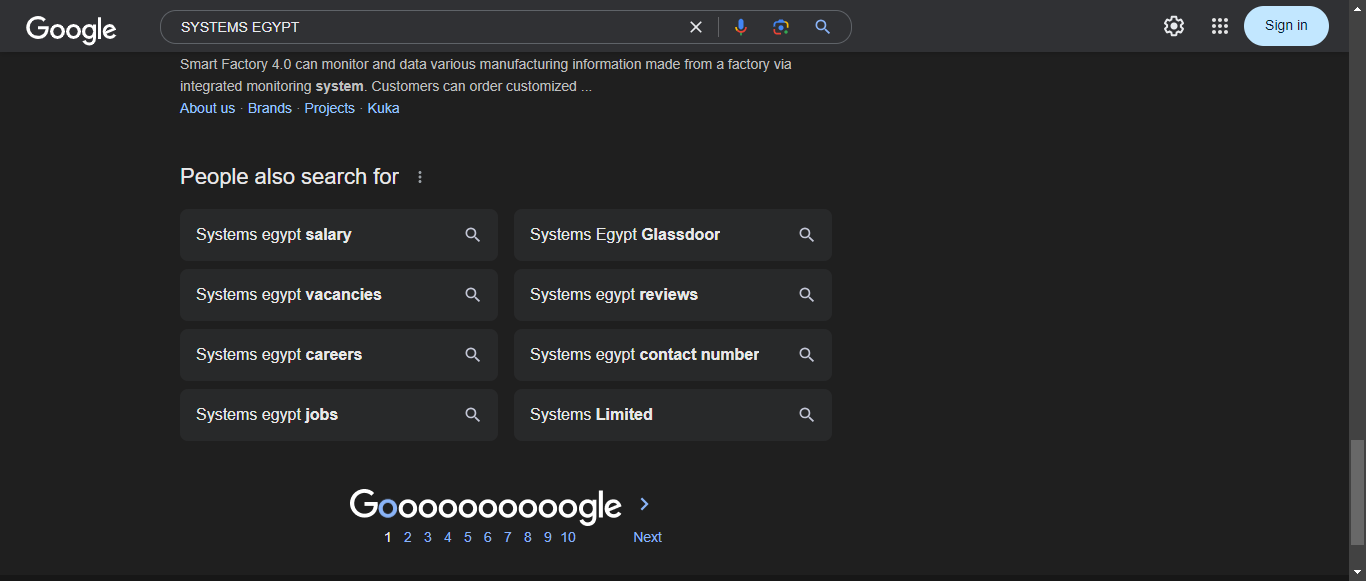 Google
SYSTEMS EGYPT
Sign in
Smart Factory 4.0 can monitor and data various manufacturing information made from a factory via
integrated monitoring system. Customers can order customized ...
About us · Brands · Projects · Kuka
People also search for
Systems egypt salary
Systems Egypt Glassdoor
Systems egypt vacancies
Systems egypt reviews
Systems egypt careers
Systems egypt contact number
Systems egypt jobs
Systems Limited
Goooooooooogle
1 2 3 4 5 6 7 8 9 10 Next